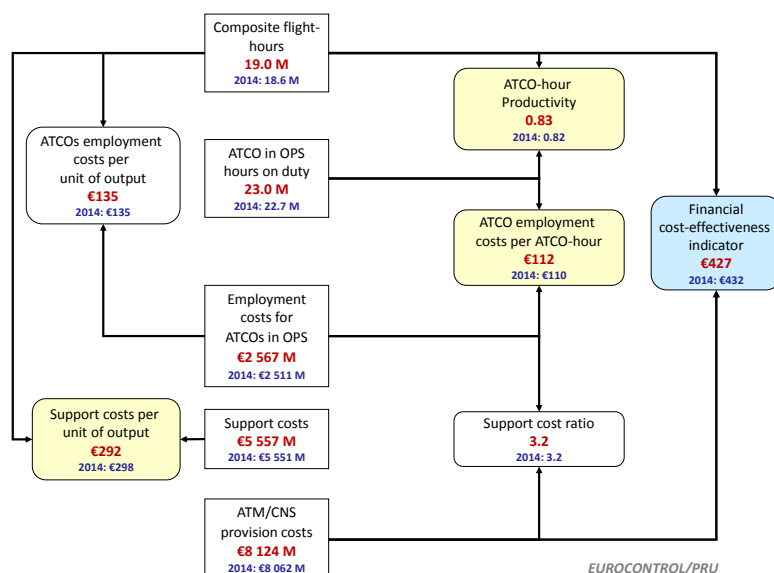 Composite flight-
hours
19.0 M
2014: 18.6 M
ATCO-hour
Productivity
0.83
2014: 0.82
ATCOs employment
costs per
unit of output
€135
2014: €135
ATCO in OPS
hours on duty
23.0 M
2014: 22.7 M
ATCO employment
costs per ATCO-hour
€112
2014: €110
Financial
cost-effectiveness
indicator
€427
2014: €432
Employment
costs for
ATCOs in OPS
€2 567 M
2014: €2 511 M
Support costs per
unit of output
€292
2014: €298
Support costs
€5 557 M
2014: €5 551 M
Support cost ratio
3.2
2014: 3.2
ATM/CNS
provision costs
€8 124 M
2014: €8 062 M
EUROCONTROL/PRU